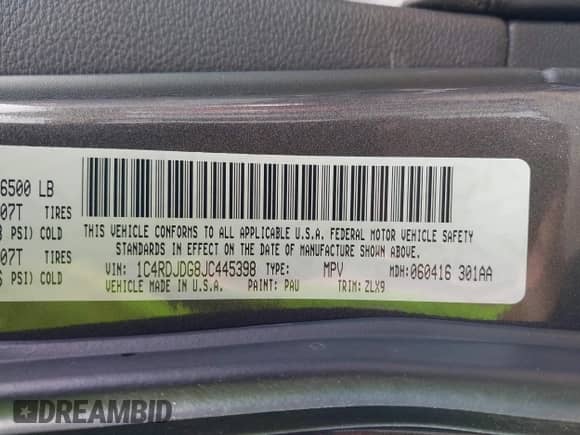 6500 LB
07T TIRES
PSI) COLD
07T TIRES
PSI) COLD
THIS VEHICLE CONFORMS TO ALL APPLICABLE U.S.A. FEDERAL MOTOR VEHICLE SAFETY
STANDARDS IN EFFECT ON THE DATE OF MANUFACTURE SHOWN ABOVE.
VIN: 1C4RDJDG8JC445398 TYPE: MPV MDH:060416 301AA
VEHICLE MADE IN U.S.A. PAINT: PAU TRIM: ZLX9
DREAMBID